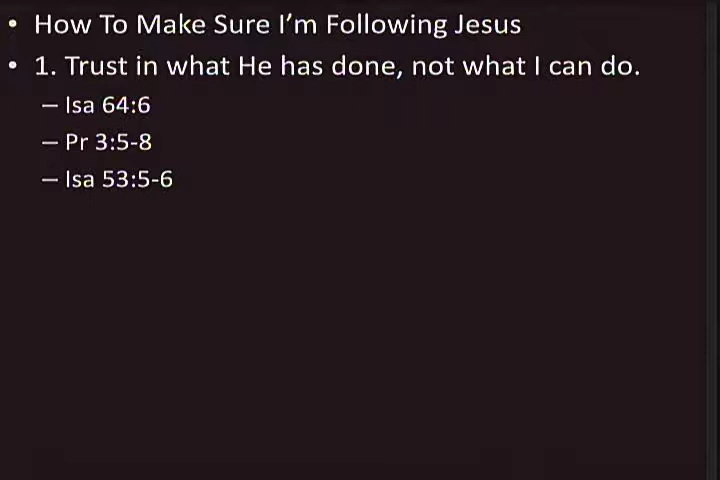 • How To Make Sure I’m Following Jesus
• 1. Trust in what He has done, not what I can do.
– Isa 64:6
– Pr 3:5-8
– Isa 53:5-6